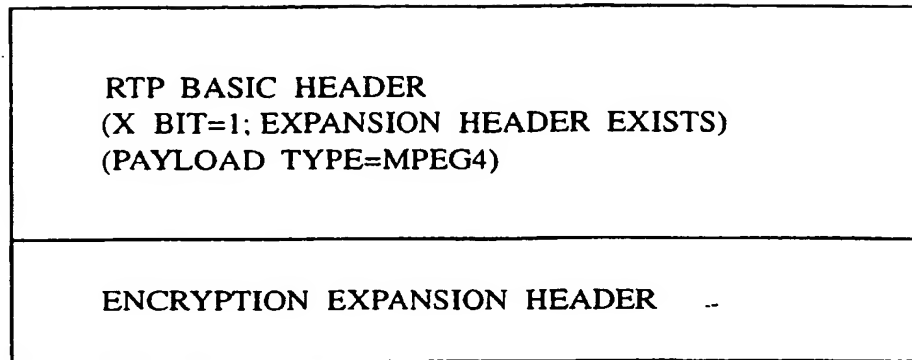 RTP BASIC HEADER
(X BIT=1; EXPANSION HEADER EXISTS)
(PAYLOAD TYPE=MPEG4)
ENCRYPTION EXPANSION HEADER